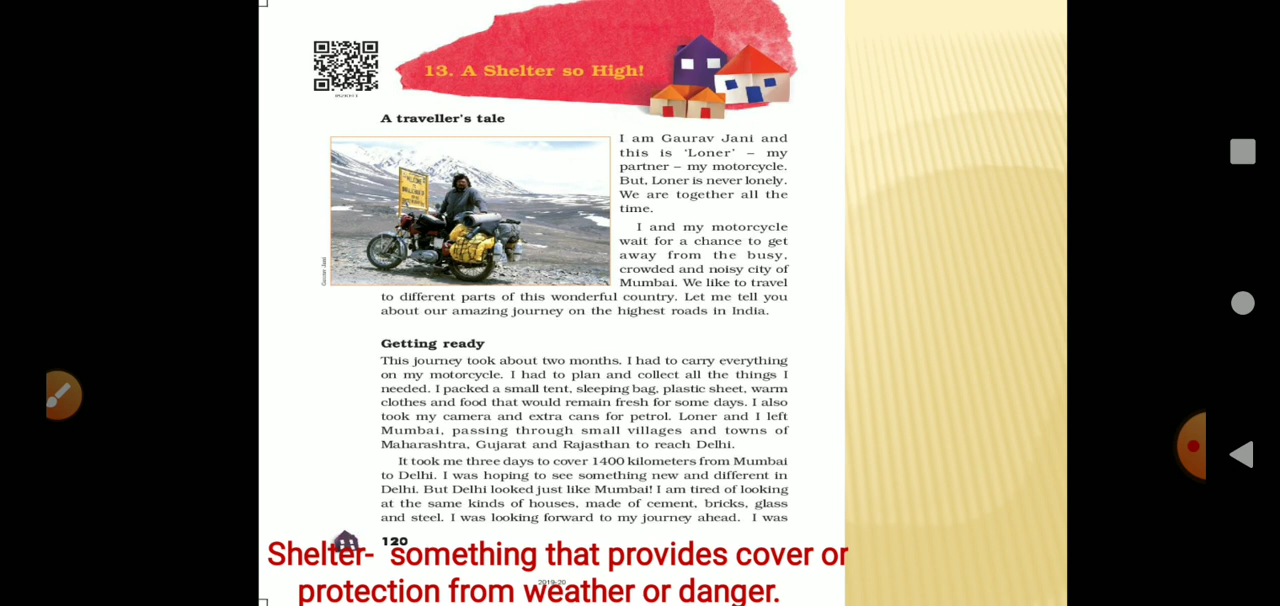 13. A Shelter so High!
A traveller's tale
I am Gaurav Jani and
this is 'Loner' – my
partner – my motorcycle.
But, Loner is never lonely.
We are together all the
time.
I and my motorcycle
wait for a chance to get
away from the busy,
crowded and noisy city of
Mumbai. We like to travel
Gaurav Jani
to different parts of this wonderful country. Let me tell you
about our amazing journey on the highest roads in India.
Getting ready
This journey took about two months. I had to carry everything
on my motorcycle. I had to plan and collect all the things I
needed. I packed a small tent, sleeping bag, plastic sheet, warm
clothes and food that would remain fresh for some days. I also
took my camera and extra cans for petrol. Loner and I left
Mumbai, passing through small villages and towns of
Maharashtra, Gujarat and Rajasthan to reach Delhi.
It took me three days to cover 1400 kilometers from Mumbai
to Delhi. I was hoping to see something new and different in
Delhi. But Delhi looked just like Mumbai! I am tired of looking
at the same kinds of houses, made of cement, bricks, glass
and steel. I was looking forward to my journey ahead. I was
120
Shelter- something that provides cover or
protection from weather or danger.
2019-20